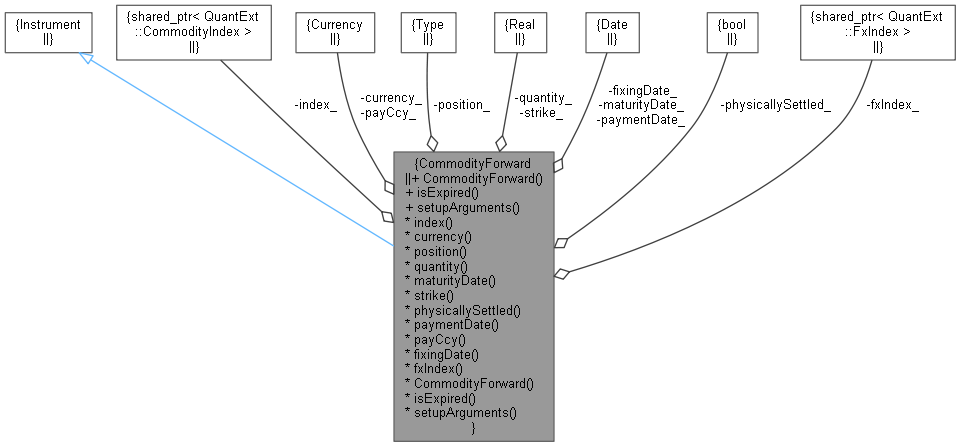 {Instrument
||}
{shared_ptr< QuantExt
::CommodityIndex >
||}
{Currency
||}
{Type
||}
{Real
||}
{Date
||}
{bool
||}
{shared_ptr< QuantExt
::FxIndex >
||}
-index_
-currency_
-payCcy_
-position_
-quantity_
-strike_
-fixingDate_
-maturityDate_
-paymentDate_
-physicallySettled_
-fxIndex_
{CommodityForward
||+ CommodityForward()
+ isExpired()
+ setupArguments()
* index()
* currency()
* position()
* quantity()
* maturityDate()
* strike()
* physicallySettled()
* paymentDate()
* payCcy()
* fixingDate()
* fxIndex()
* CommodityForward()
* isExpired()
* setupArguments()
}